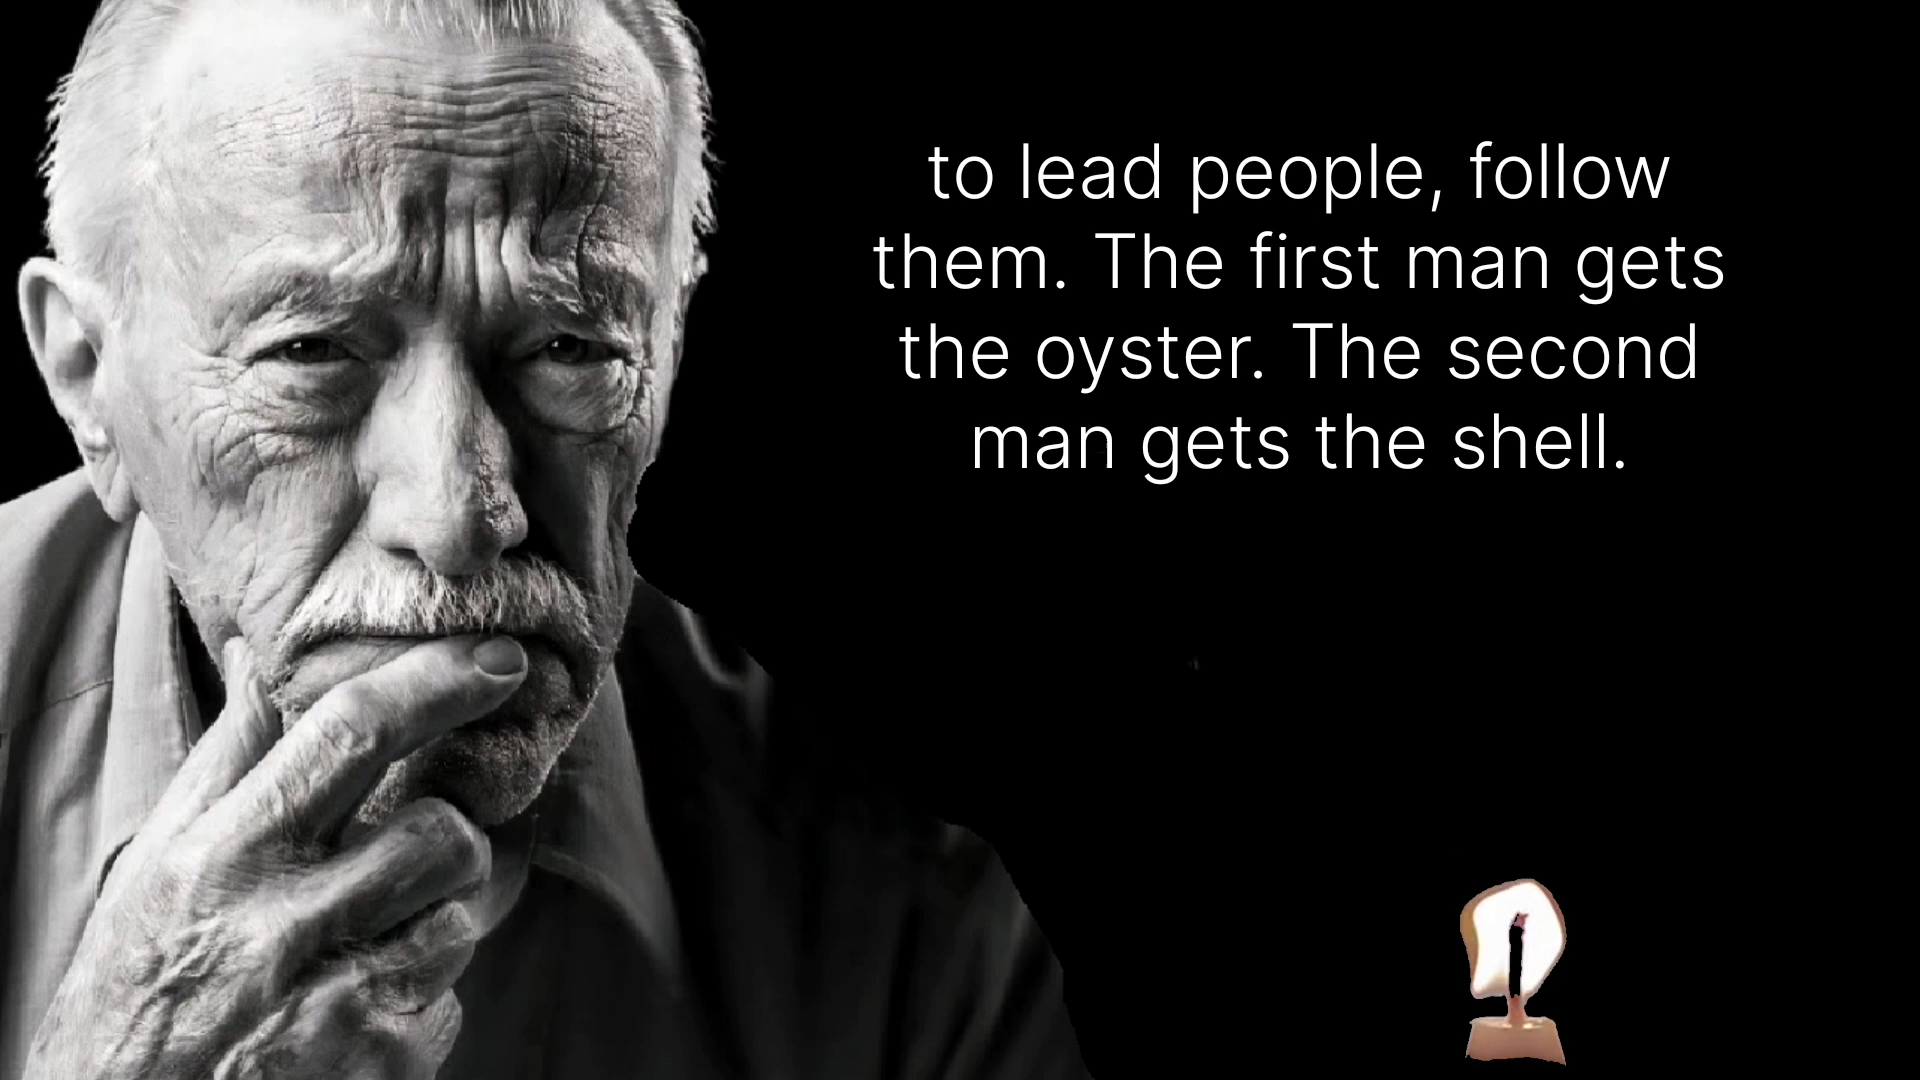 to lead people, follow
them. The first man gets
the oyster. The second
man gets the shell.